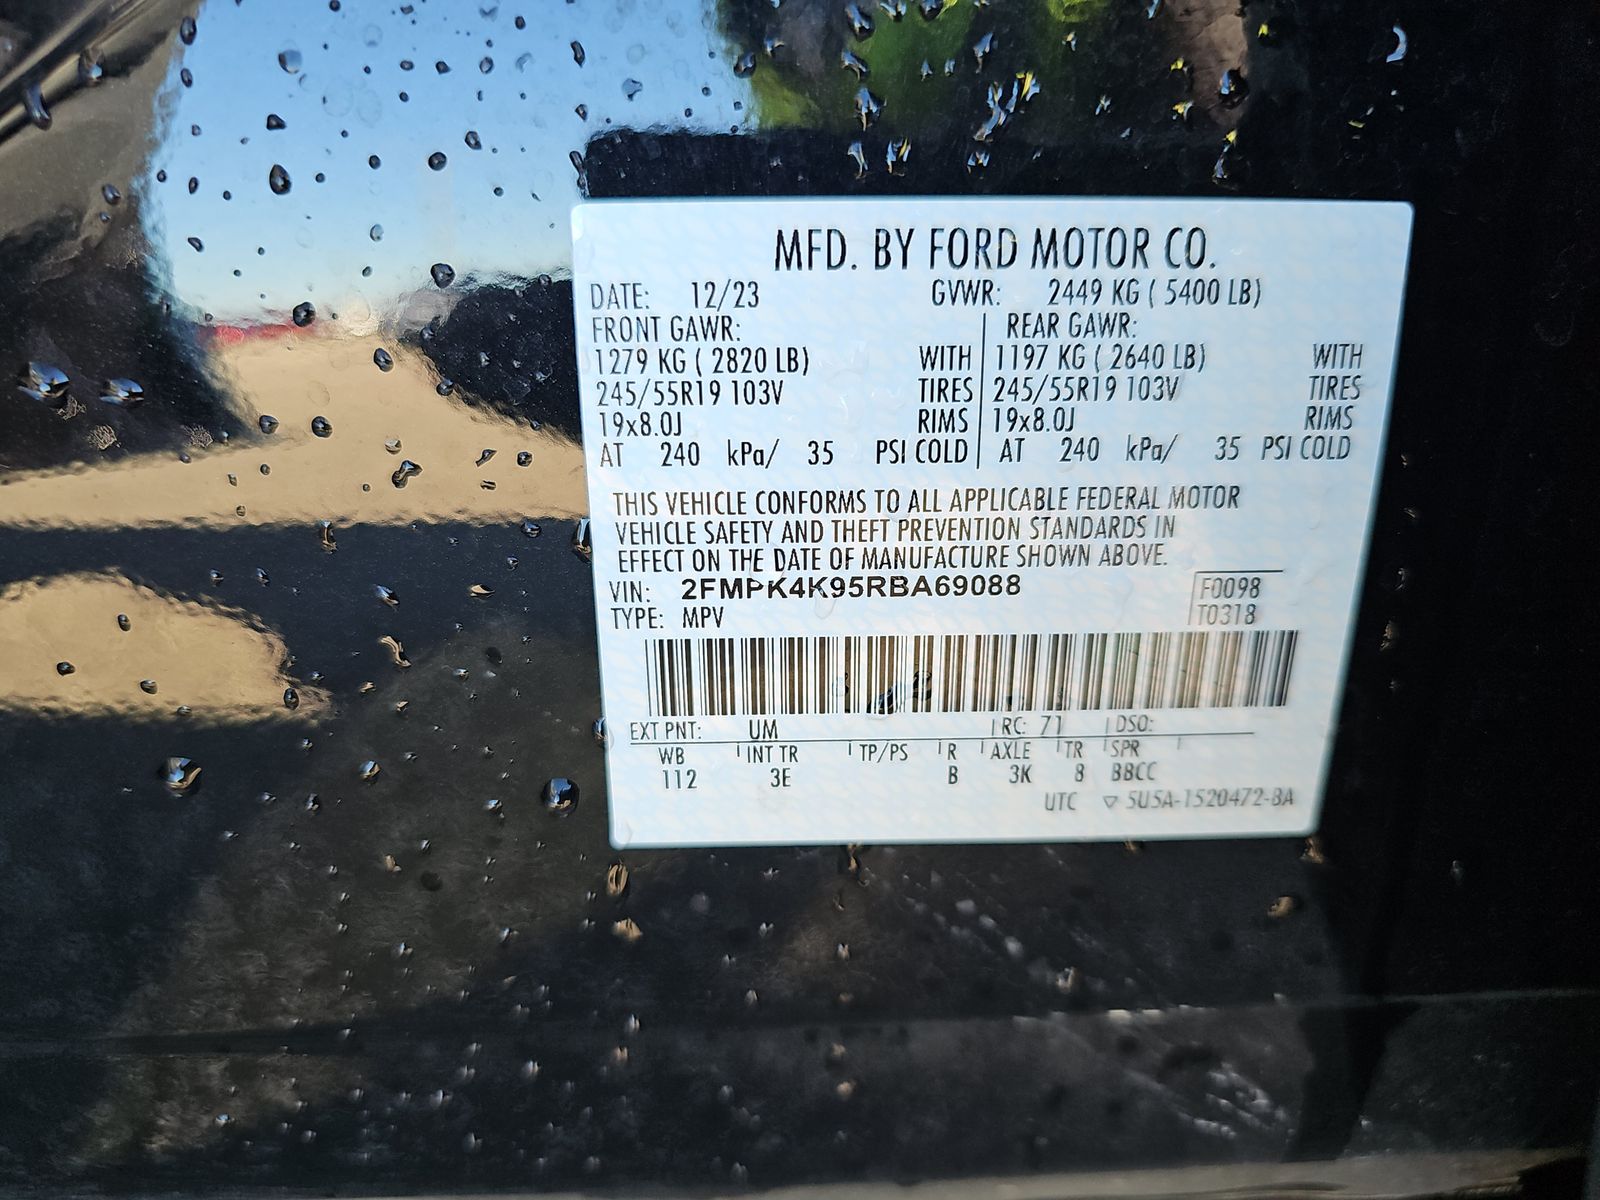 MFD. BY FORD MOTOR CO.
DATE: 12/23 GVWR: 2449 KG ( 5400 LB)
FRONT GAWR: REAR GAWR:
1279 KG ( 2820 LB) WITH 1197 KG ( 2640 LB) WITH
245/55R19 103V TIRES 245/55R19 103V TIRES
19x8.0J RIMS 19x8.0J RIMS
AT 240 kPa/ 35 PSI COLD AT 240 kPa/ 35 PSI COLD
THIS VEHICLE CONFORMS TO ALL APPLICABLE FEDERAL MOTOR
VEHICLE SAFETY AND THEFT PREVENTION STANDARDS IN
EFFECT ON THE DATE OF MANUFACTURE SHOWN ABOVE.
VIN: 2FMPK4K95RBA69088 F0098
TYPE: MPV T0318
EXT PNT: UM RC: 71 DSO:
WB INT TR TP/PS R AXLE TR SPR
112 3E B 3K 8 BBCC
UTC ▽ 5U5A-1520472-BA